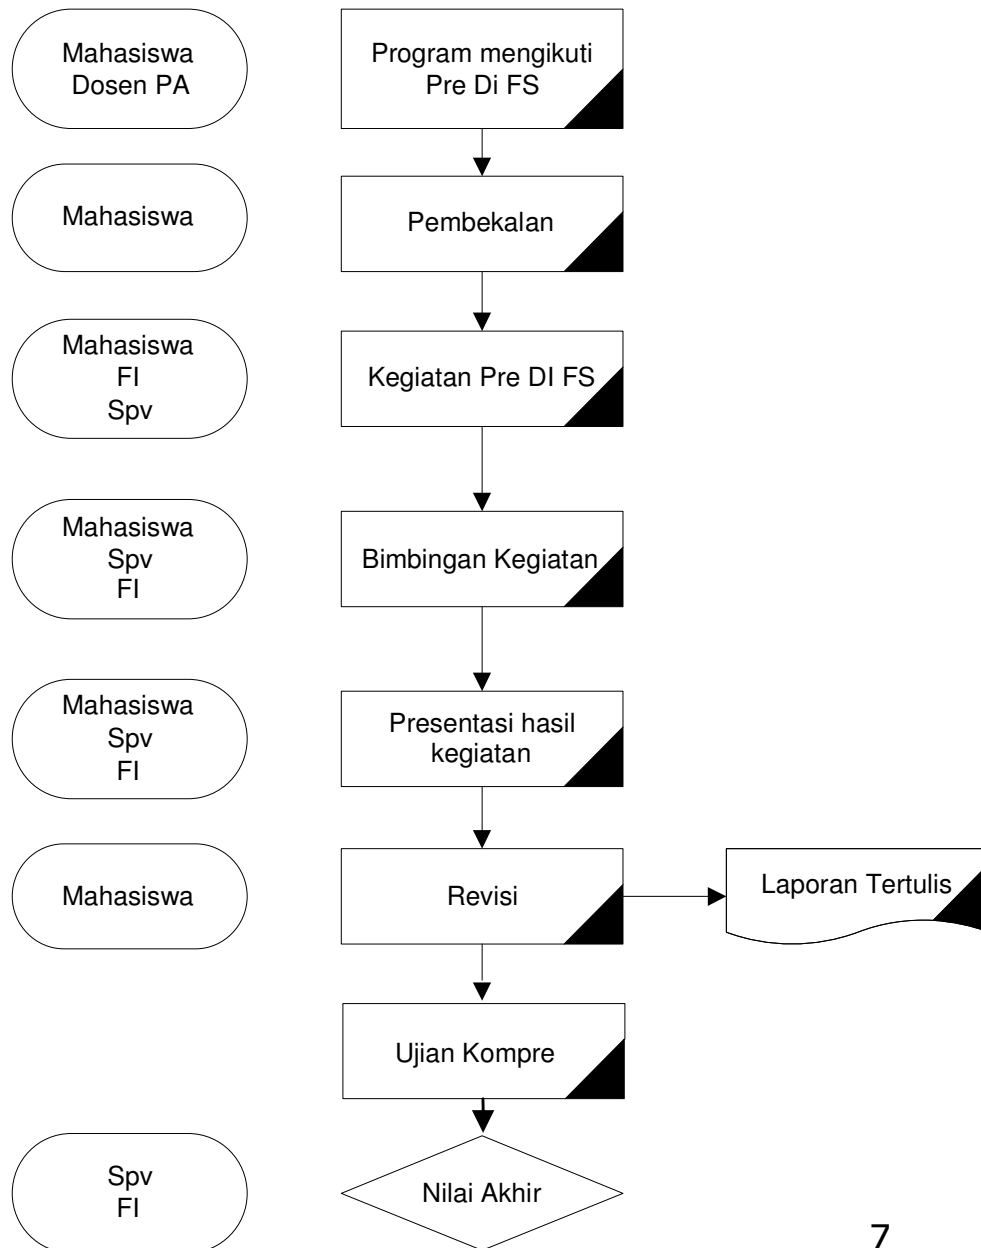 Mahasiswa
Dosen PA
Program mengikuti
Pre Di FS
Mahasiswa
Pembekalan
Mahasiswa
FI
Spv
Kegiatan Pre DI FS
Mahasiswa
Spv
FI
Bimbingan Kegiatan
Mahasiswa
Spv
FI
Presentasi hasil
kegiatan
Mahasiswa
Revisi
Laporan Tertulis
Ujian Kompre
Spv
FI
Nilai Akhir
7